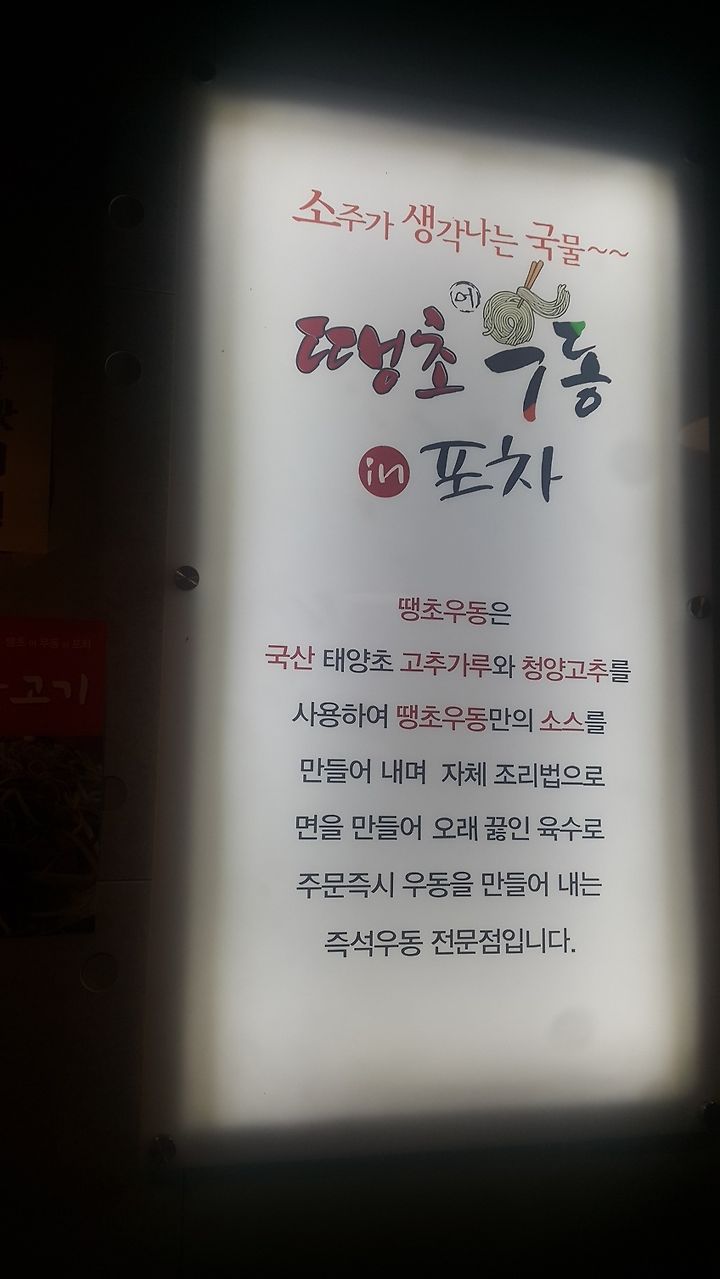 소주가 생각나는 국물~~
땡초 어 우동
in 포차
땡초우동은
국산 태양초 고추가루와 청양고추를
사용하여 땡초우동만의 소스를
만들어 내며 자체 조리법으로
면을 만들어 오래 끓인 육수로
주문즉시 우동을 만들어 내는
즉석우동 전문점입니다.
고기